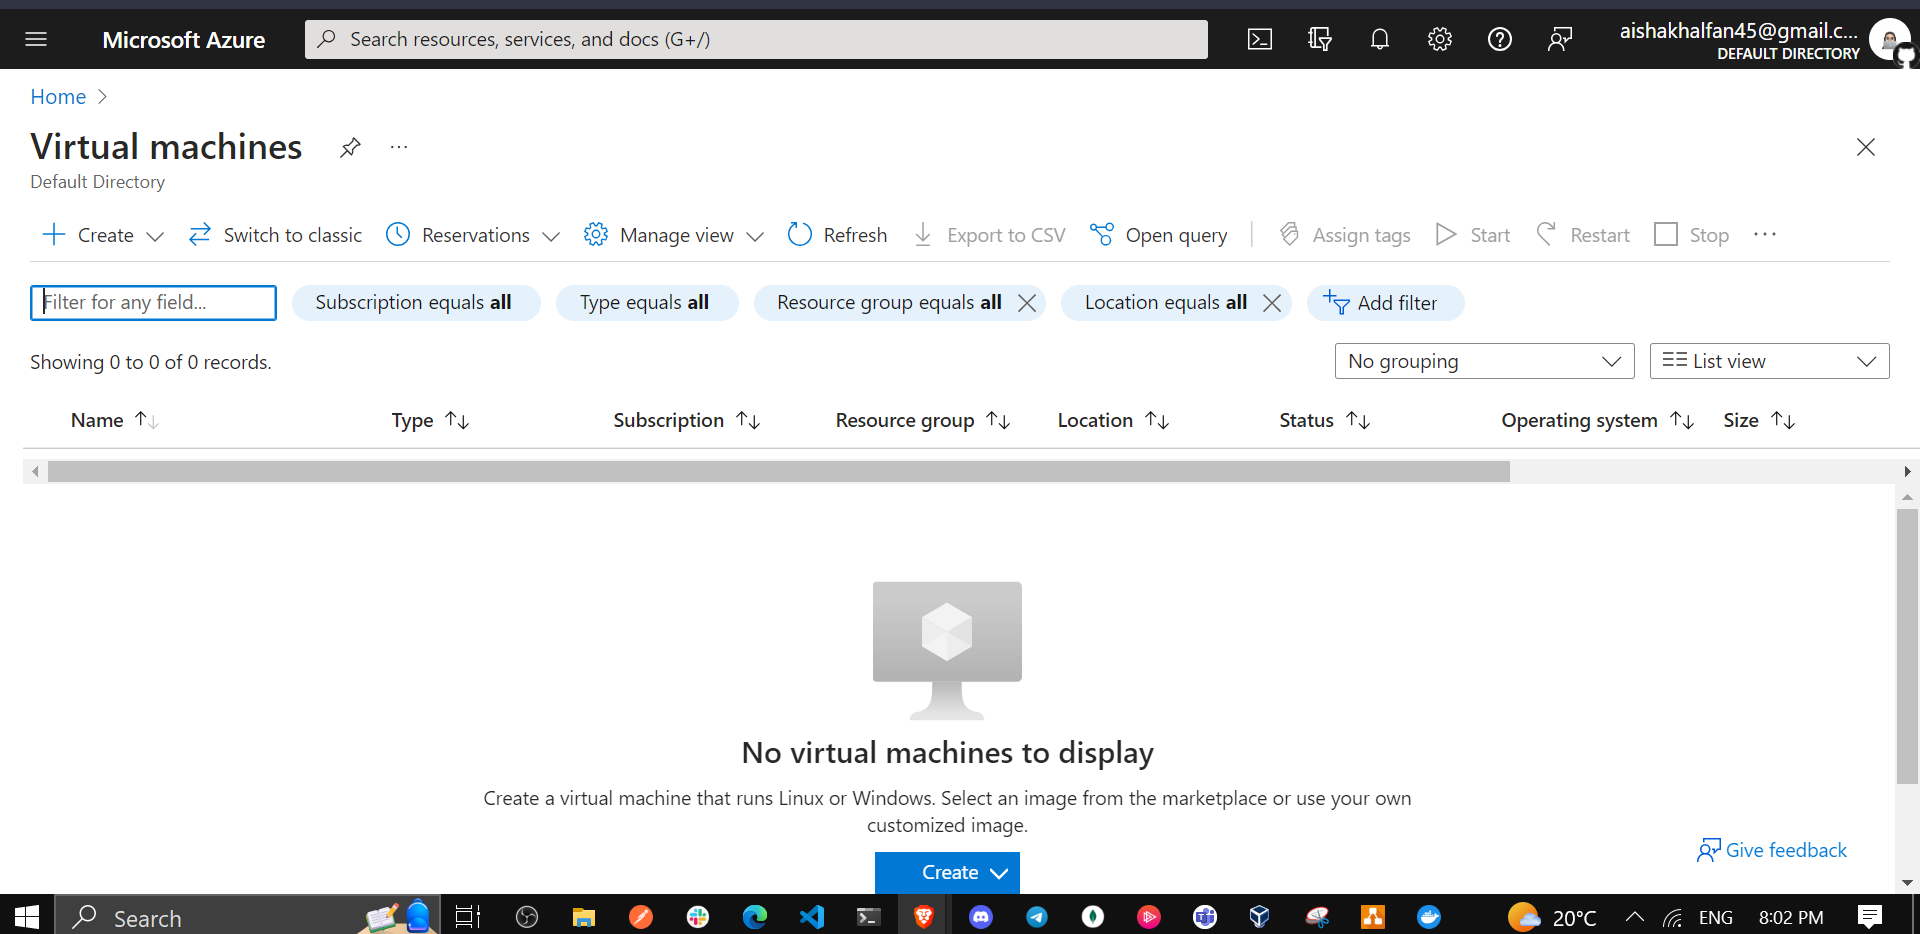 Microsoft Azure
Search resources, services, and docs (G+/)
aishakhalfan45@gmail.c...
DEFAULT DIRECTORY
Home
Virtual machines
Default Directory
Create
Switch to classic
Reservations
Manage view
Refresh
Export to CSV
Open query
Assign tags
Start
Restart
Stop
Filter for any field...
Subscription equals all
Type equals all
Resource group equals all
Location equals all
Add filter
Showing 0 to 0 of 0 records.
No grouping
List view
Name
Type
Subscription
Resource group
Location
Status
Operating system
Size
No virtual machines to display
Create a virtual machine that runs Linux or Windows. Select an image from the marketplace or use your own
customized image.
Give feedback
Create
Search
20°C
ENG
8:02 PM